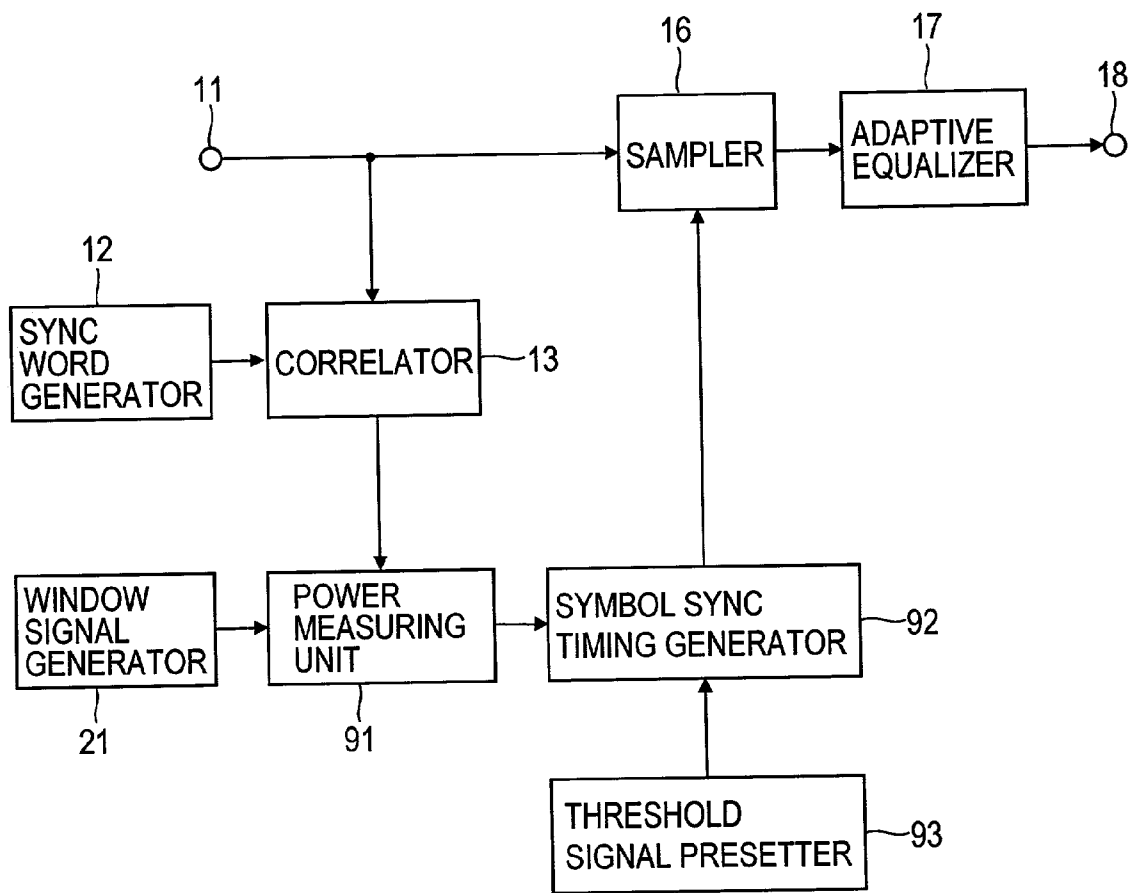 16
17
18
11
SAMPLER
ADAPTIVE
EQUALIZER
12
SYNC
WORD
GENERATOR
CORRELATOR
13
WINDOW
SIGNAL
GENERATOR
POWER
MEASURING
UNIT
SYMBOL SYNC
TIMING GENERATOR
92
21
91
THRESHOLD
SIGNAL PRESETTER
93